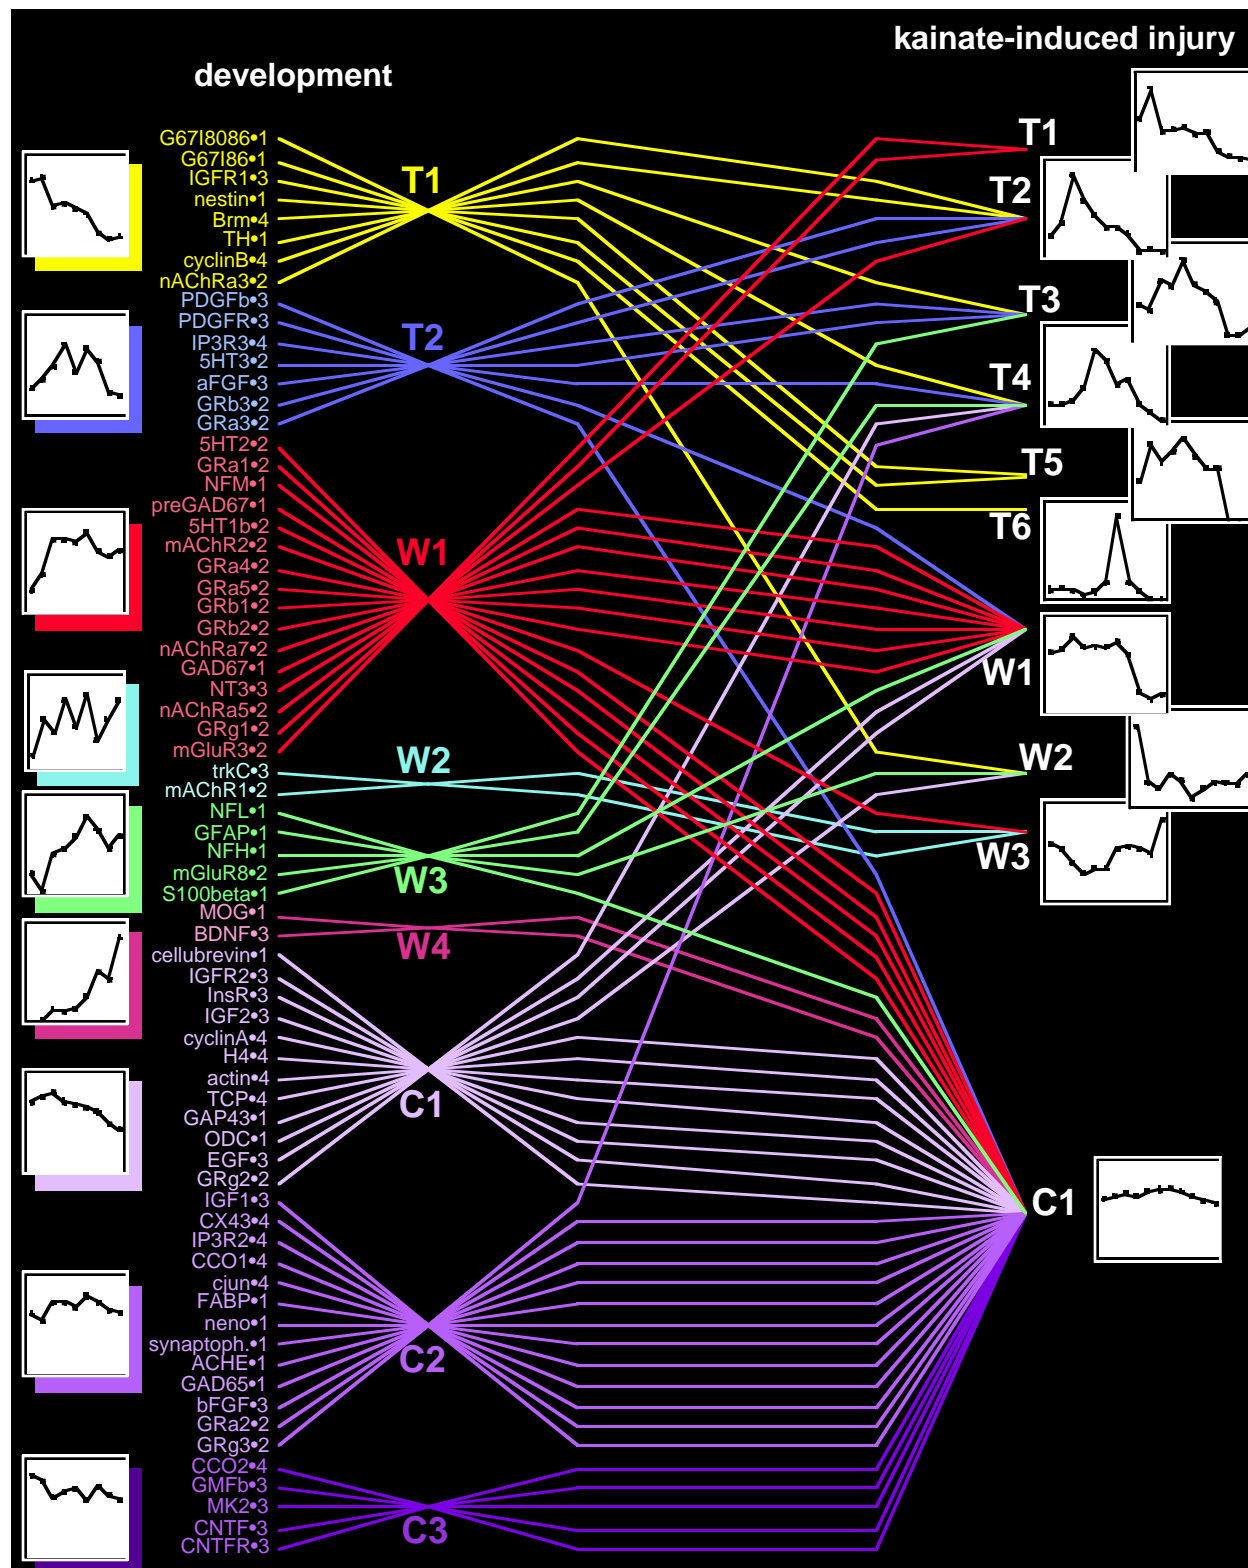 kainate-induced injury
development
G67I8086•1
G67I86•1
IGFR1•3
nestin•1
Brm•4
TH•1
cyclinB•4
nAChRa3•2
PDGFb•3
PDGFR•3
IP3R3•4
5HT3•2
aFGF•3
GRb3•2
GRa3•2
5HT2•2
GRa1•2
NFM•1
preGAD67•1
5HT1b•2
mAChR2•2
GRa4•2
GRa5•2
GRb1•2
GRb2•2
nAChRa7•2
GAD67•1
NT3•3
nAChRa5•2
GRg1•2
mGluR3•2
trkC•3
mAChR1•2
NFL•1
GFAP•1
NFH•1
mGluR8•2
S100beta•1
MOG•1
BDNF•3
cellubrevin•1
IGFR2•3
InsR•3
IGF2•3
cyclinA•4
H4•4
actin•4
TCP•4
GAP43•1
ODC•1
EGF•3
GRg2•2
IGF1•3
CX43•4
IP3R2•4
CCO1•4
cjun•4
FABP•1
neno•1
synaptoph.•1
ACHE•1
GAD65•1
bFGF•3
GRa2•2
GRg3•2
CCO2•4
GMFb•3
MK2•3
CNTF•3
CNTFR•3
T1
T2
W1
W2
W3
W4
C1
C2
C3
T1
T2
T3
T4
T5
T6
W1
W2
W3
C1